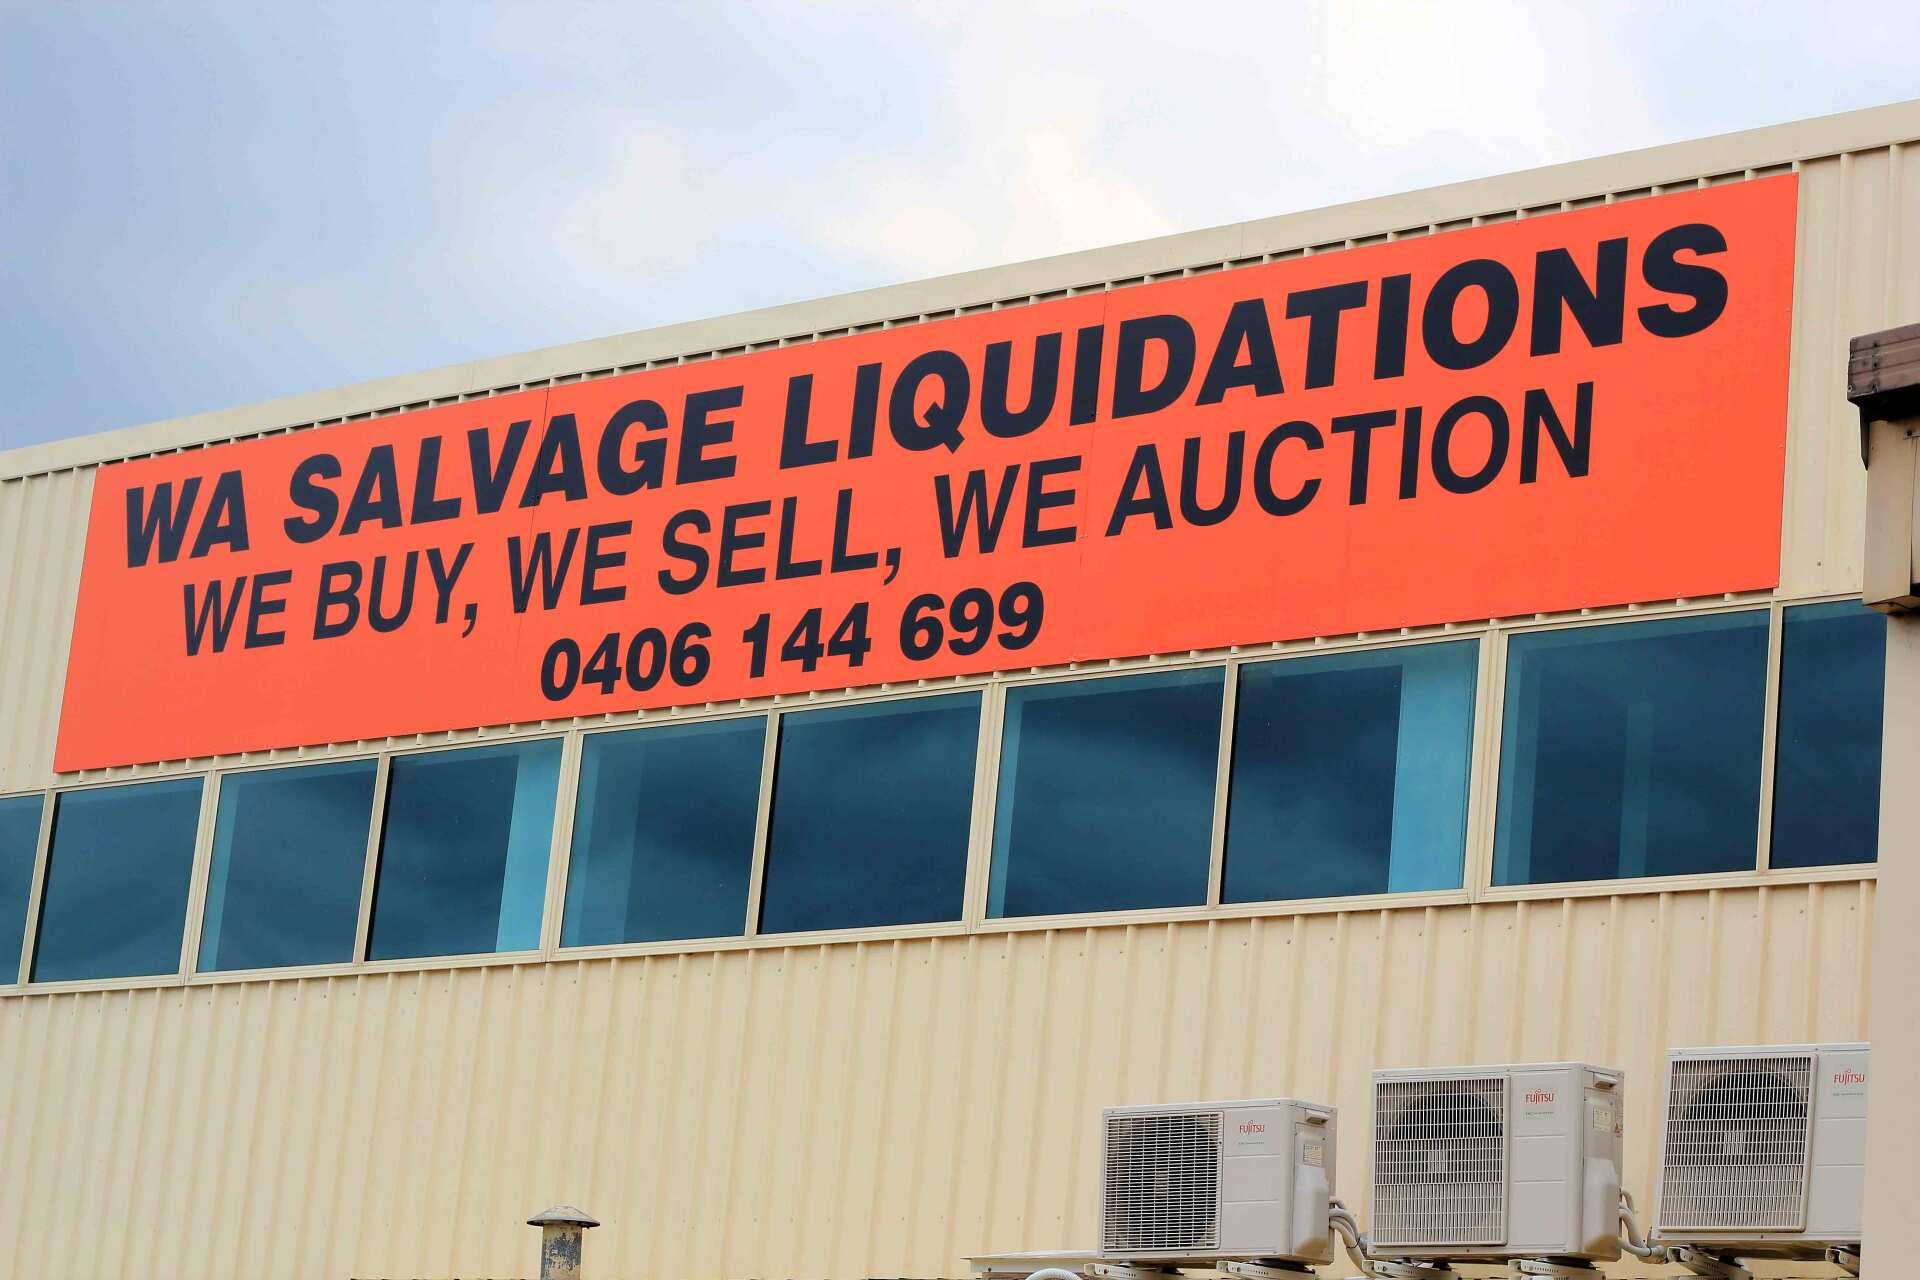 WA SALVAGE LIQUIDATIONS
WE BUY, WE SELL, WE AUCTION
0406 144 699
FUJITSU
FUJITSU
FUJITSU